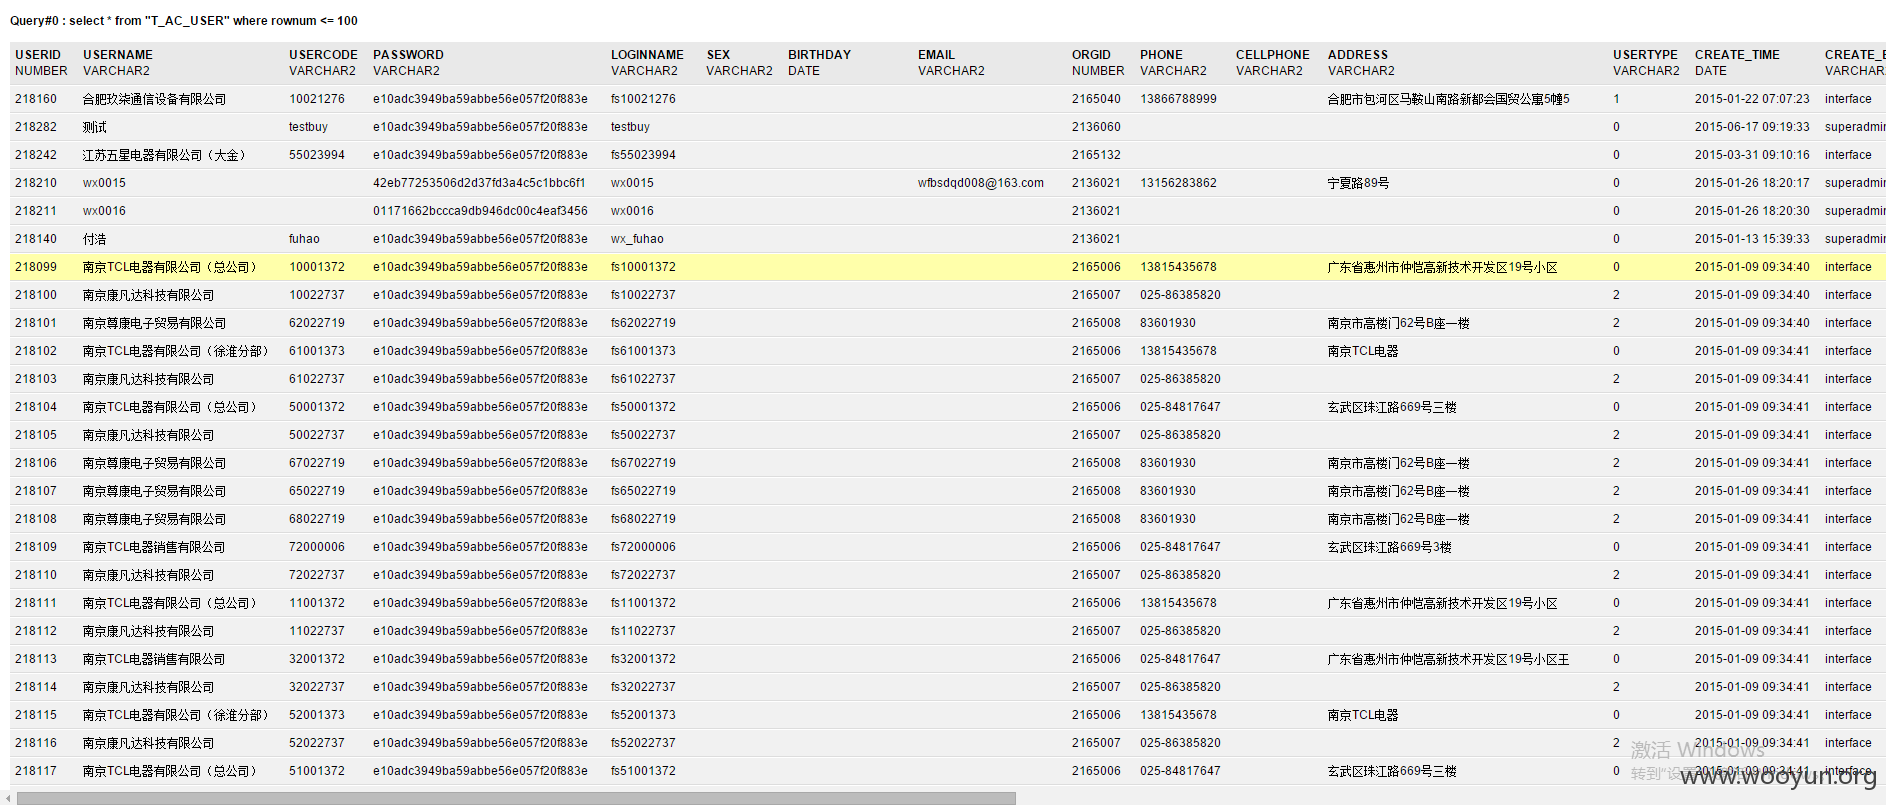 Query#0 : select * from "T_AC_USER" where rownum <= 100
USERID USERNAME USERCODE PASSWORD LOGINNAME SEX BIRTHDAY EMAIL ORGID PHONE CELLPHONE ADDRESS USERTYPE CREATE_TIME CREATE_
NUMBER VARCHAR2 VARCHAR2 VARCHAR2 VARCHAR2 VARCHAR2 DATE VARCHAR2 NUMBER VARCHAR2 VARCHAR2 VARCHAR2 VARCHAR2 DATE VARCHAR
218160 合肥玖柒通信设备有限公司 10021276 e10adc3949ba59abbe56e057f20f883e fs10021276 2165040 13866788999 合肥市包河区马鞍山南路新都会国贸公寓5幢5 1 2015-01-22 07:07:23 interface
218282 测试 testbuy e10adc3949ba59abbe56e057f20f883e testbuy 2136060 0 2015-06-17 09:19:33 superadmi
218242 江苏五星电器有限公司（大金） 55023994 e10adc3949ba59abbe56e057f20f883e fs55023994 2165132 0 2015-03-31 09:10:16 interface
218210 wx0015 42eb77253506d2d37fd3a4c5c1bbc6f1 wx0015 wfbsdqd008@163.com 2136021 13156283862 宁夏路89号 0 2015-01-26 18:20:17 superadmi
218211 wx0016 01171662bccca9db946dc00c4eaf3456 wx0016 2136021 0 2015-01-26 18:20:30 superadmi
218140 付浩 fuhao e10adc3949ba59abbe56e057f20f883e wx_fuhao 2136021 0 2015-01-13 15:39:33 superadmi
218099 南京TCL电器有限公司（总公司） 10001372 e10adc3949ba59abbe56e057f20f883e fs10001372 2165006 13815435678 广东省惠州市仲恺高新技术开发区19号小区 0 2015-01-09 09:34:40 interface
218100 南京康凡达科技有限公司 10022737 e10adc3949ba59abbe56e057f20f883e fs10022737 2165007 025-86385820 2 2015-01-09 09:34:40 interface
218101 南京尊康电子贸易有限公司 62022719 e10adc3949ba59abbe56e057f20f883e fs62022719 2165008 83601930 南京市高楼门62号B座一楼 2 2015-01-09 09:34:40 interface
218102 南京TCL电器有限公司（徐淮分部） 61001373 e10adc3949ba59abbe56e057f20f883e fs61001373 2165006 13815435678 南京TCL电器 0 2015-01-09 09:34:41 interface
218103 南京康凡达科技有限公司 61022737 e10adc3949ba59abbe56e057f20f883e fs61022737 2165007 025-86385820 2 2015-01-09 09:34:41 interface
218104 南京TCL电器有限公司（总公司） 50001372 e10adc3949ba59abbe56e057f20f883e fs50001372 2165006 025-84817647 玄武区珠江路669号三楼 0 2015-01-09 09:34:41 interface
218105 南京康凡达科技有限公司 50022737 e10adc3949ba59abbe56e057f20f883e fs50022737 2165007 025-86385820 2 2015-01-09 09:34:41 interface
218106 南京尊康电子贸易有限公司 67022719 e10adc3949ba59abbe56e057f20f883e fs67022719 2165008 83601930 南京市高楼门62号B座一楼 2 2015-01-09 09:34:41 interface
218107 南京尊康电子贸易有限公司 65022719 e10adc3949ba59abbe56e057f20f883e fs65022719 2165008 83601930 南京市高楼门62号B座一楼 2 2015-01-09 09:34:41 interface
218108 南京尊康电子贸易有限公司 68022719 e10adc3949ba59abbe56e057f20f883e fs68022719 2165008 83601930 南京市高楼门62号B座一楼 2 2015-01-09 09:34:41 interface
218109 南京TCL电器销售有限公司 72000006 e10adc3949ba59abbe56e057f20f883e fs72000006 2165006 025-84817647 玄武区珠江路669号3楼 0 2015-01-09 09:34:41 interface
218110 南京康凡达科技有限公司 72022737 e10adc3949ba59abbe56e057f20f883e fs72022737 2165007 025-86385820 2 2015-01-09 09:34:41 interface
218111 南京TCL电器有限公司（总公司） 11001372 e10adc3949ba59abbe56e057f20f883e fs11001372 2165006 13815435678 广东省惠州市仲恺高新技术开发区19号小区 0 2015-01-09 09:34:41 interface
218112 南京康凡达科技有限公司 11022737 e10adc3949ba59abbe56e057f20f883e fs11022737 2165007 025-86385820 2 2015-01-09 09:34:41 interface
218113 南京TCL电器销售有限公司 32001372 e10adc3949ba59abbe56e057f20f883e fs32001372 2165006 025-84817647 广东省惠州市仲恺高新技术开发区19号小区王 0 2015-01-09 09:34:41 interface
218114 南京康凡达科技有限公司 32022737 e10adc3949ba59abbe56e057f20f883e fs32022737 2165007 025-86385820 2 2015-01-09 09:34:41 interface
218115 南京TCL电器有限公司（徐淮分部） 52001373 e10adc3949ba59abbe56e057f20f883e fs52001373 2165006 13815435678 南京TCL电器 0 2015-01-09 09:34:41 interface
218116 南京康凡达科技有限公司 52022737 e10adc3949ba59abbe56e057f20f883e fs52022737 2165007 025-86385820 2 2015-01-09 09:34:41 interface
218117 南京TCL电器有限公司（总公司） 51001372 e10adc3949ba59abbe56e057f20f883e fs51001372 2165006 025-84817647 玄武区珠江路669号三楼 0 2015-01-09 09:34:41 interface
激活 Windows
转到"设置
www.wooyun.org